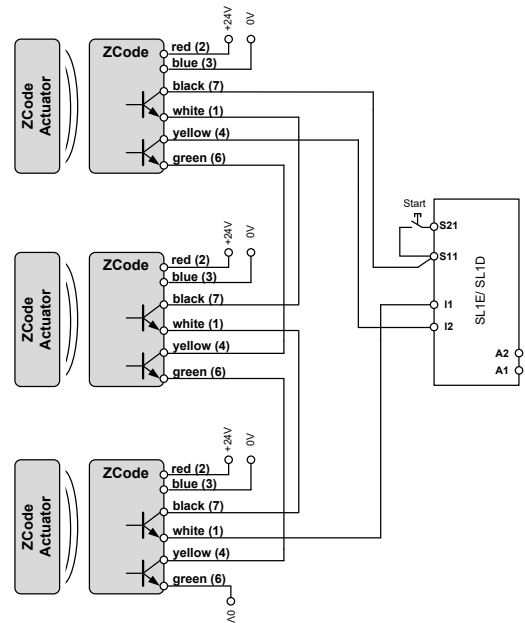 +24V
0V
ZCode
Actuator
ZCode
red (2)
blue (3)
black (7)
white (1)
yellow (4)
green (6)
Start
S21
S11
SL1E/ SL1D
I1
I2
A2
A1
+24V
0V
ZCode
Actuator
ZCode
red (2)
blue (3)
black (7)
white (1)
yellow (4)
green (6)
+24V
0V
ZCode
Actuator
ZCode
red (2)
blue (3)
black (7)
white (1)
yellow (4)
green (6)
0V